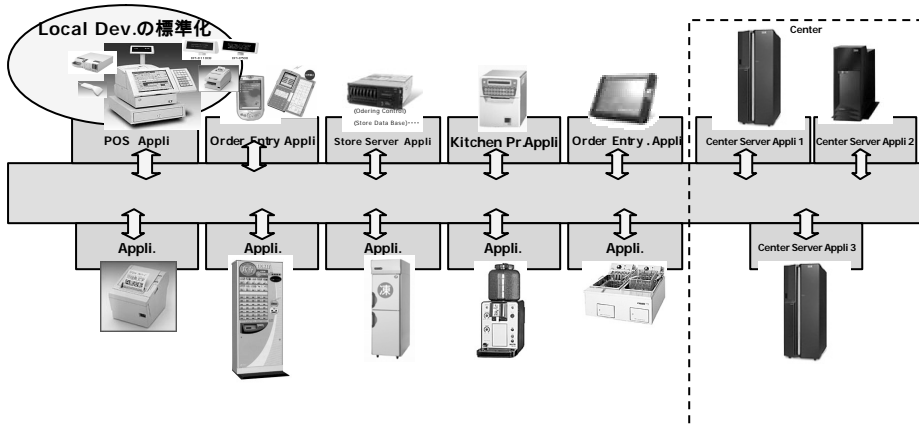 Local Dev.の標準化
Center
(Odering Control)
(Store Data Base)----
POS Appli
Order Entry Appli
Store Server Appli
Kitchen Pr.Appli
Order Entry . Appli
Center Server Appli 1
Center Server Appli 2
Appli.
Appli.
Appli.
Appli.
Appli.
Center Server Appli 3
凍